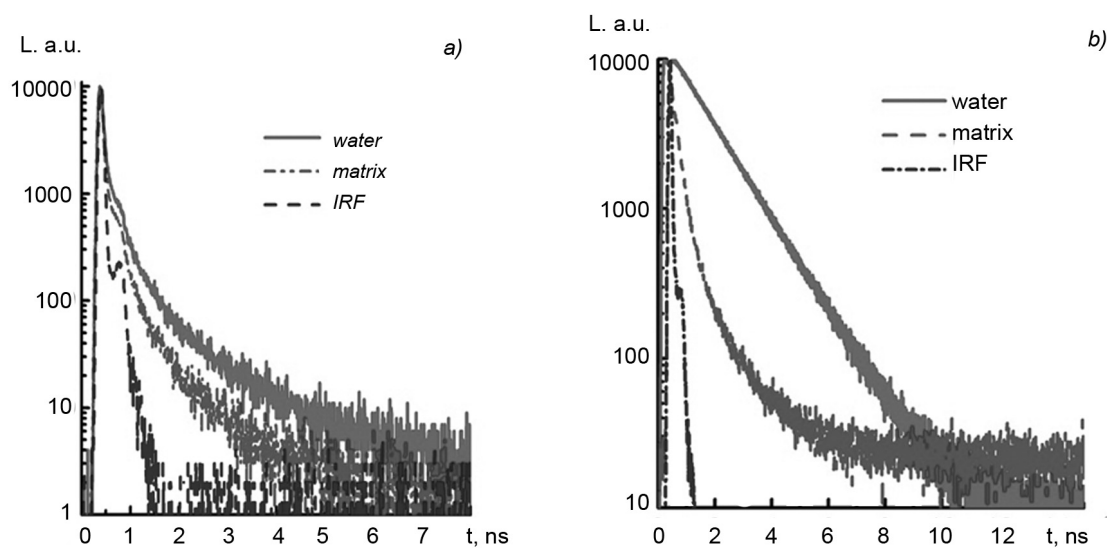 L. a.u.
a)
10000
1000
100
10
1
water
matrix
IRF
0 1 2 3 4 5 6 7 t, ns
L. a.u.
b)
10000
1000
100
10
water
matrix
IRF
0 2 4 6 8 10 12 t, ns